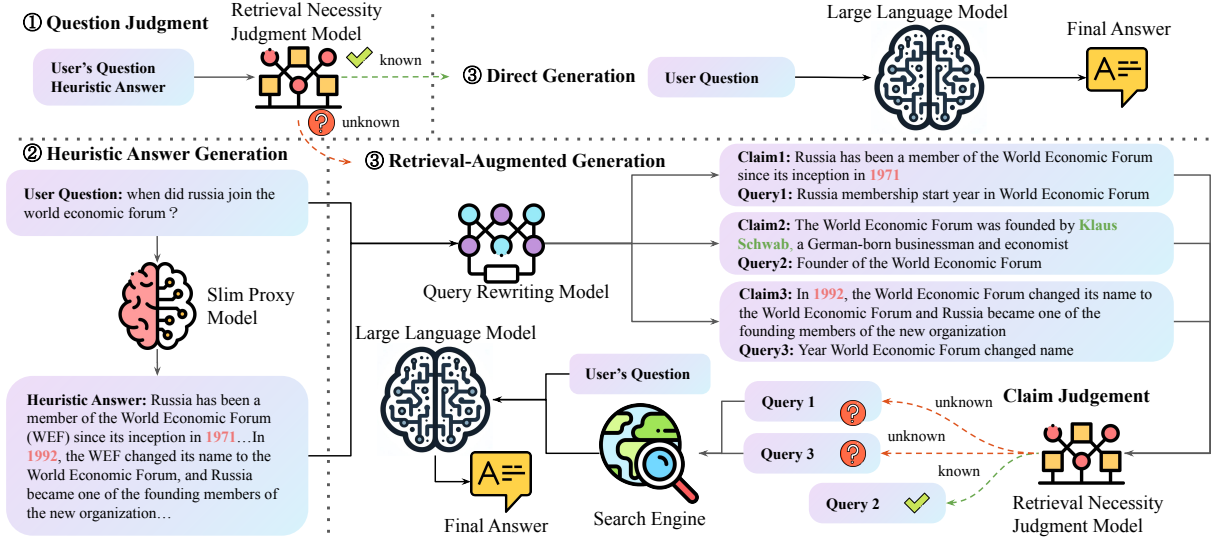 ① Question Judgment
Retrieval Necessity
Judgment Model
User's Question
Heuristic Answer
known
unknown
③ Direct Generation
User Question
Large Language Model
Final Answer
A
② Heuristic Answer Generation
User Question: when did russia join the
world economic forum ?
Slim Proxy
Model
Heuristic Answer: Russia has been a
member of the World Economic Forum
(WEF) since its inception in 1971…In
1992, the WEF changed its name to the
World Economic Forum, and Russia
became one of the founding members of
the new organization…
③ Retrieval-Augmented Generation
Query Rewriting Model
Claim1: Russia has been a member of the World Economic Forum
since its inception in 1971
Query1: Russia membership start year in World Economic Forum
Claim2: The World Economic Forum was founded by Klaus
Schwab, a German-born businessman and economist
Query2: Founder of the World Economic Forum
Claim3: In 1992, the World Economic Forum changed its name to
the World Economic Forum and Russia became one of the
founding members of the new organization
Query3: Year World Economic Forum changed name
Claim Judgement
Retrieval Necessity
Judgment Model
unknown
unknown
known
Query 1
?
Query 3
?
Query 2
Search Engine
User's Question
Large Language Model
A
Final Answer
?